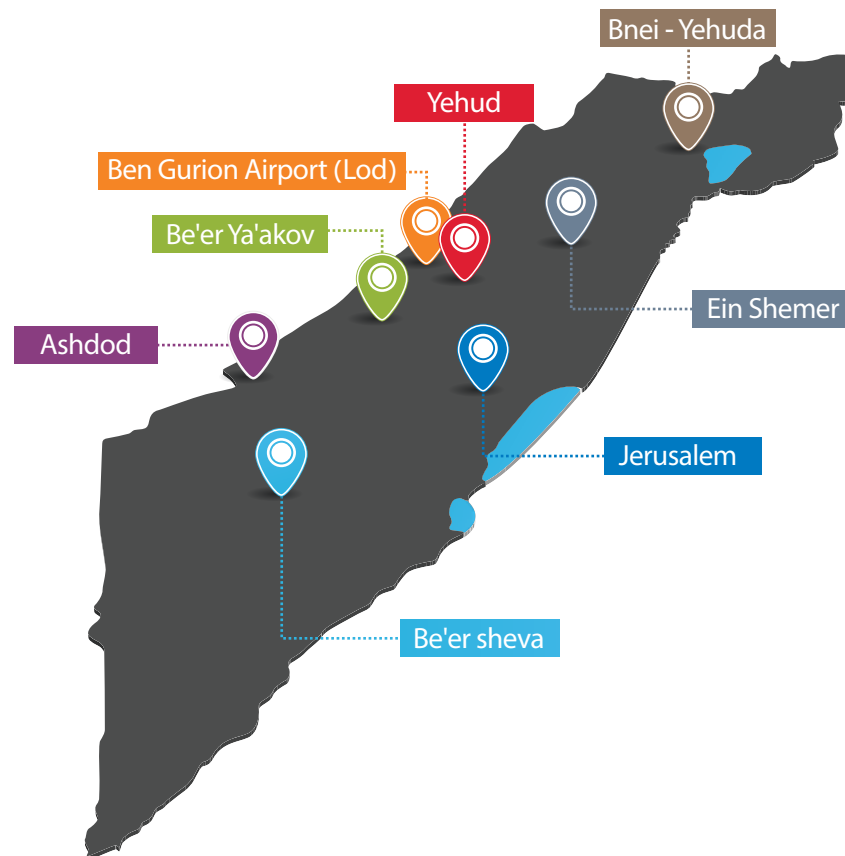 Bnei - Yehuda
Yehud
Ben Gurion Airport (Lod)
Be'er Ya'akov
Ein Shemer
Ashdod
Jerusalem
Be'er sheva